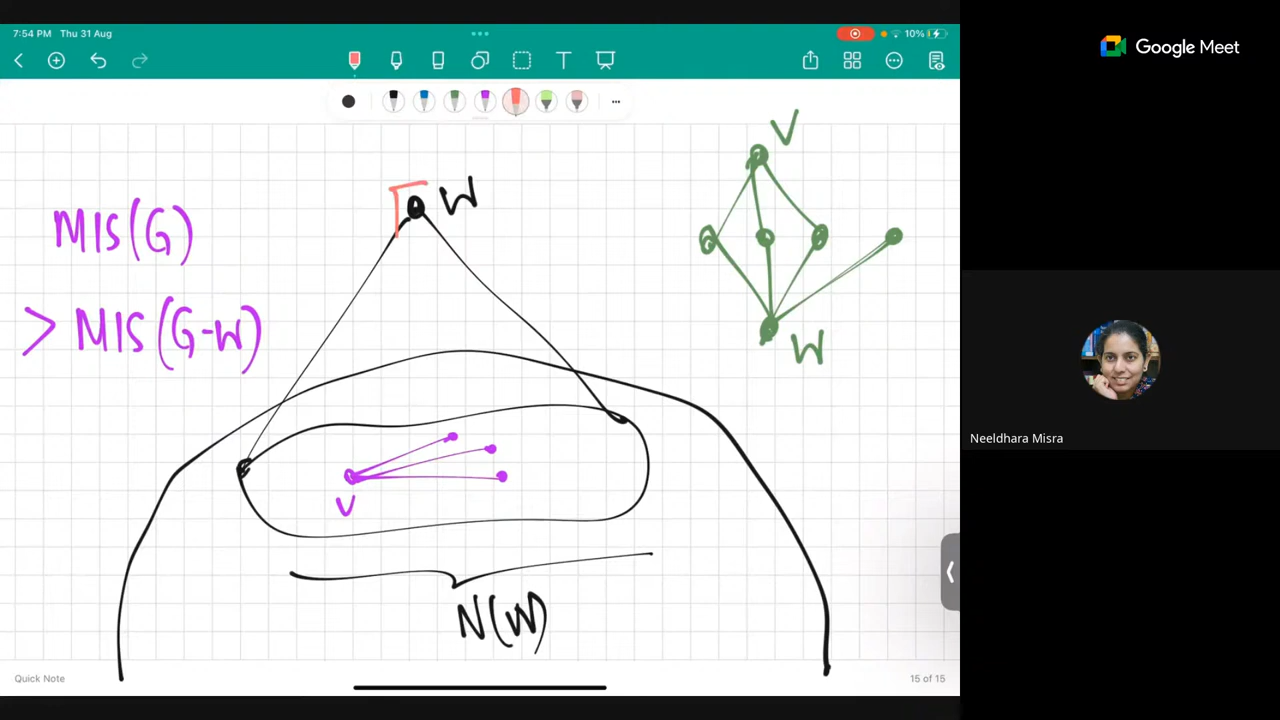 7:54 PM Thu 31 Aug
10%
Google Meet
T
V
W
MIS(G)
> MIS(G-W)
W
V
Neeldhara Misra
N(W)
Quick Note
15 of 15